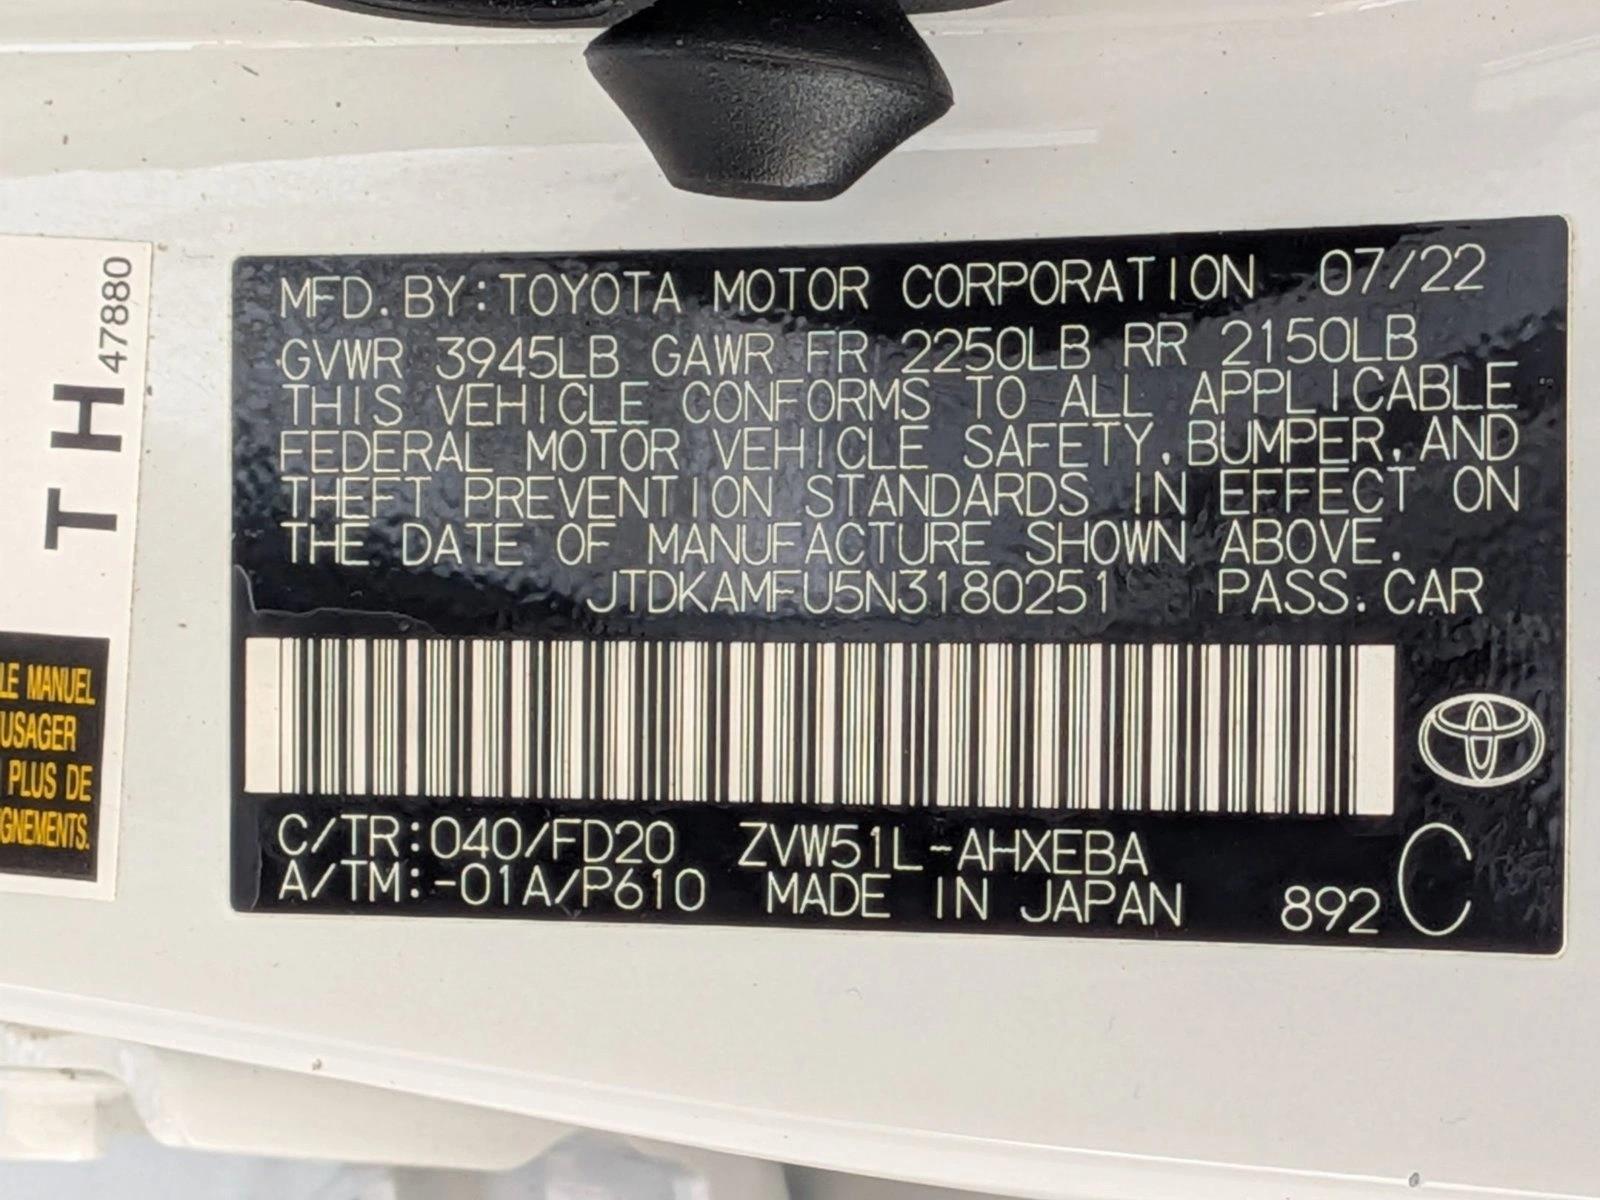 MFD. BY: TOYOTA MOTOR CORPORATION 07/22
GVWR 3945LB GAWR FR 2250LB RR 2150LB
THIS VEHICLE CONFORMS TO ALL APPLICABLE
FEDERAL MOTOR VEHICLE SAFETY, BUMPER, AND
THEFT PREVENTION STANDARDS IN EFFECT ON
THE DATE OF MANUFACTURE SHOWN ABOVE.
JTDKAMFU5N3180251 PASS. CAR
C/TR: 040/FD20 ZVW51L-AHXEBA
A/TM: -01A/P610 MADE IN JAPAN 892 C
TH
47880
LE MANUEL
USAGER
PLUS DE
GNEMENTS.